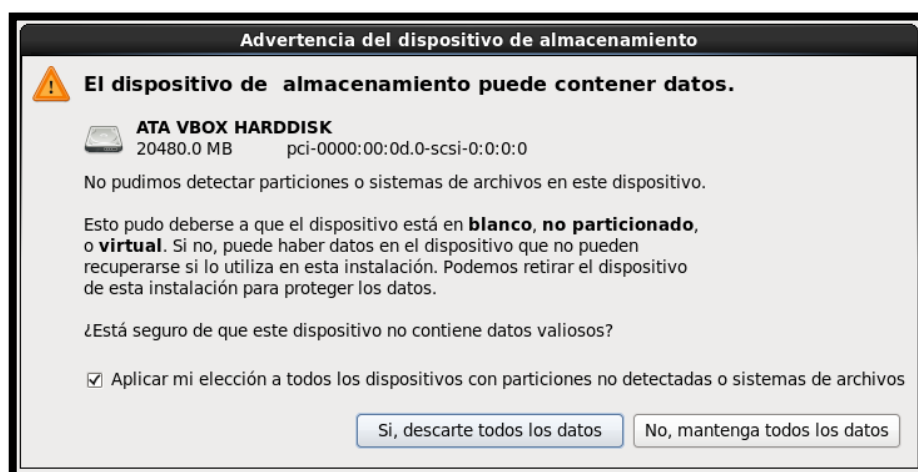 Advertencia del dispositivo de almacenamiento
El dispositivo de almacenamiento puede contener datos.
ATA VBOX HARDDISK
20480.0 MB pci-0000:00:0d.0-scsi-0:0:0:0
No pudimos detectar particiones o sistemas de archivos en este dispositivo.
Esto pudo deberse a que el dispositivo está en blanco, no particionado,
o virtual. Si no, puede haber datos en el dispositivo que no pueden
recuperarse si lo utiliza en esta instalación. Podemos retirar el dispositivo
de esta instalación para proteger los datos.
¿Está seguro de que este dispositivo no contiene datos valiosos?
Aplicar mi elección a todos los dispositivos con particiones no detectadas o sistemas de archivos
Si, descarte todos los datos No, mantenga todos los datos